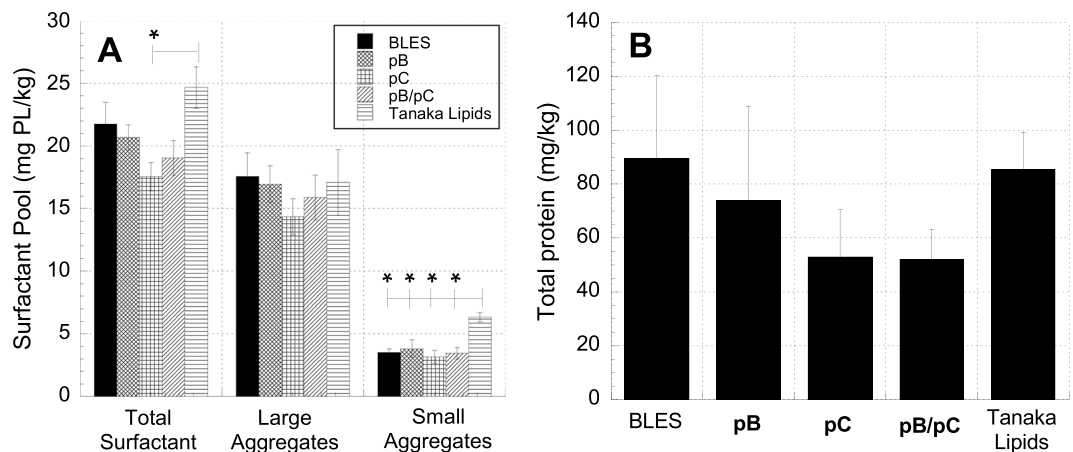 A
Surfactant Pool (mg PL/kg)
30
25
20
15
10
5
0
*
BLES
pB
pC
pB/pC
Tanaka Lipids
* * * *
Total
Surfactant
Large
Aggregates
Small
Aggregates
B
Total protein (mg/kg)
140
120
100
80
60
40
20
0
BLES
pB
pC
pB/pC
Tanaka
Lipids